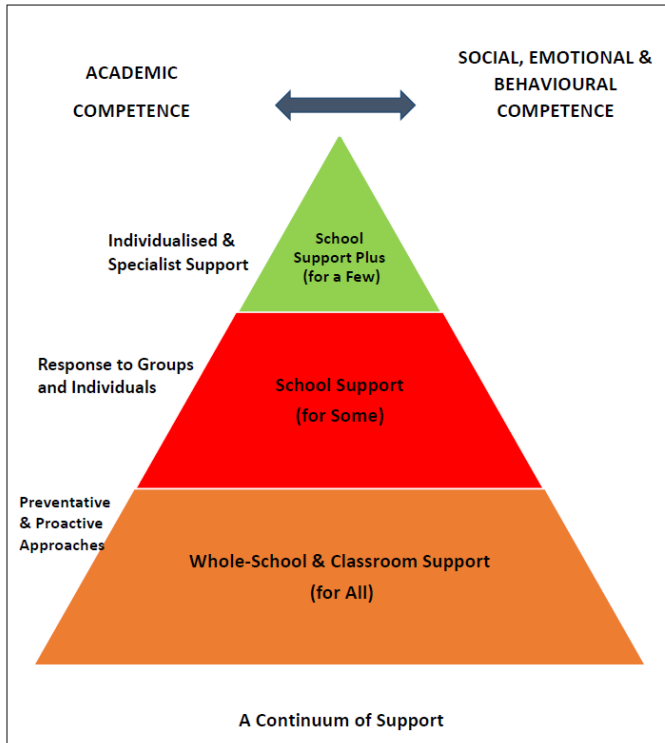 ACADEMIC
COMPETENCE
SOCIAL, EMOTIONAL &
BEHAVIOURAL
COMPETENCE
Individualised &
Specialist Support
School
Support Plus
(for a Few)
Response to Groups
and Individuals
School Support
(for Some)
Preventative
& Proactive
Approaches
Whole-School & Classroom Support
(for All)
A Continuum of Support